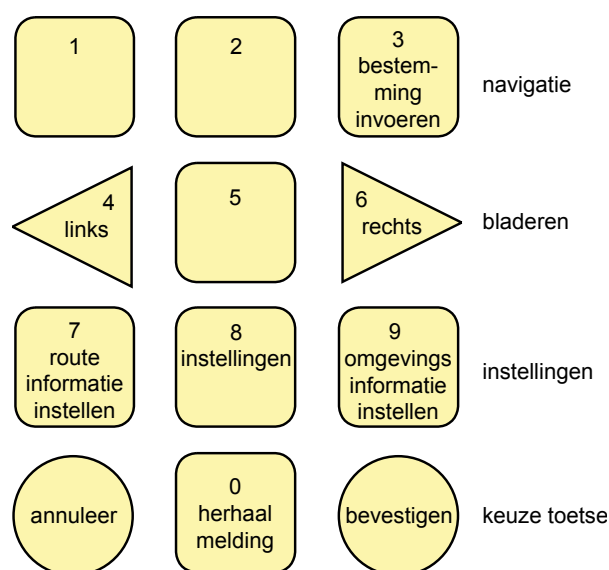 1
2
3
bestem-
ming
invoeren
navigatie
4
links
5
6
rechts
bladeren
7
route
informatie
instellen
8
instellingen
9
omgevings
informatie
instellen
instellingen
annuleer
0
herhaal
melding
bevestigen
keuze toetse